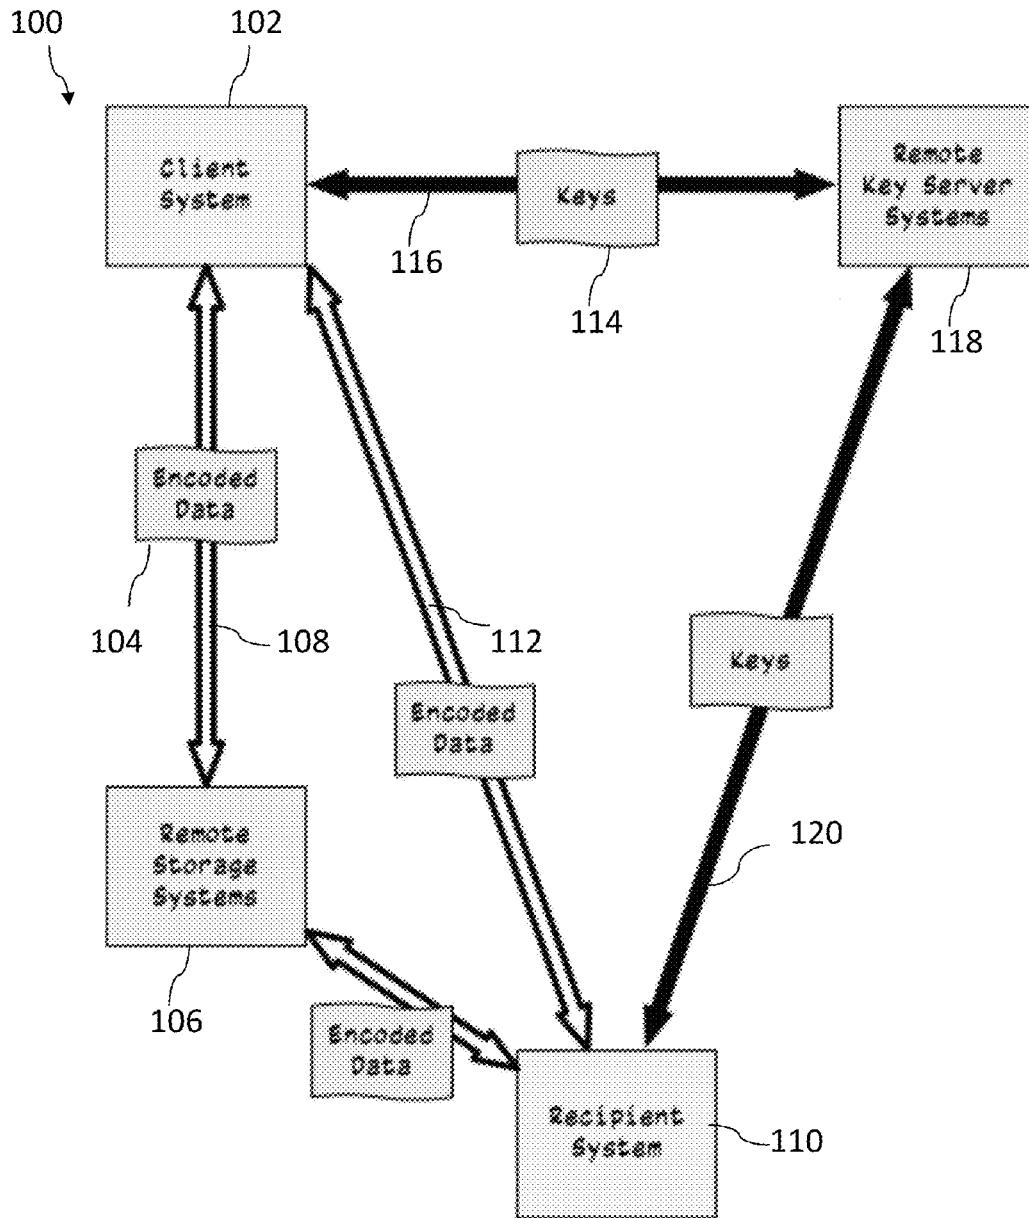 100
102
Client
System
Keys
Remote
Key Server
Systems
116
114
118
Encoded
Data
104
108
112
Encoded
Data
Keys
Remote
Storage
Systems
120
106
Encoded
Data
Recipient
System
110